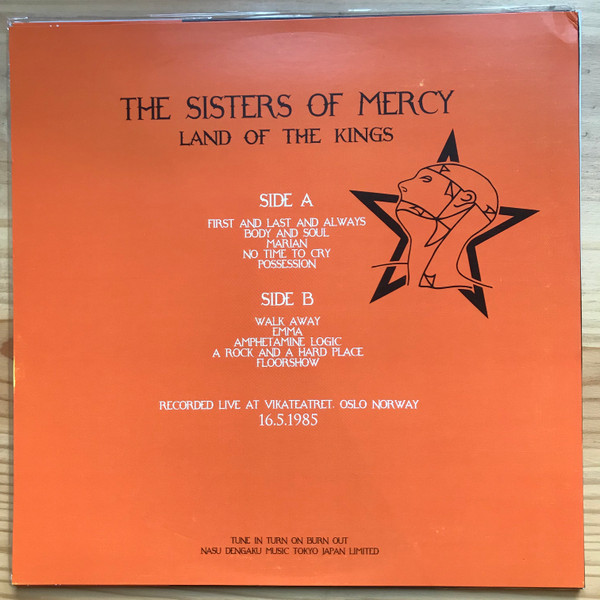 THE SISTERS OF MERCY
LAND OF THE KINGS
SIDE A
FIRST AND LAST AND ALWAYS
BODY AND SOUL
MARIAN
NO TIME TO CRY
POSSESSION
SIDE B
WALK AWAY
EMMA
AMPHETAMINE LOGIC
A ROCK AND A HARD PLACE
FLOORSHOW
RECORDED LIVE AT VIKATEATRET. OSLO NORWAY
16.5.1985
TUNE IN TURN ON BURN OUT
NASU DENGAKU MUSIC TOKYO JAPAN LIMITED